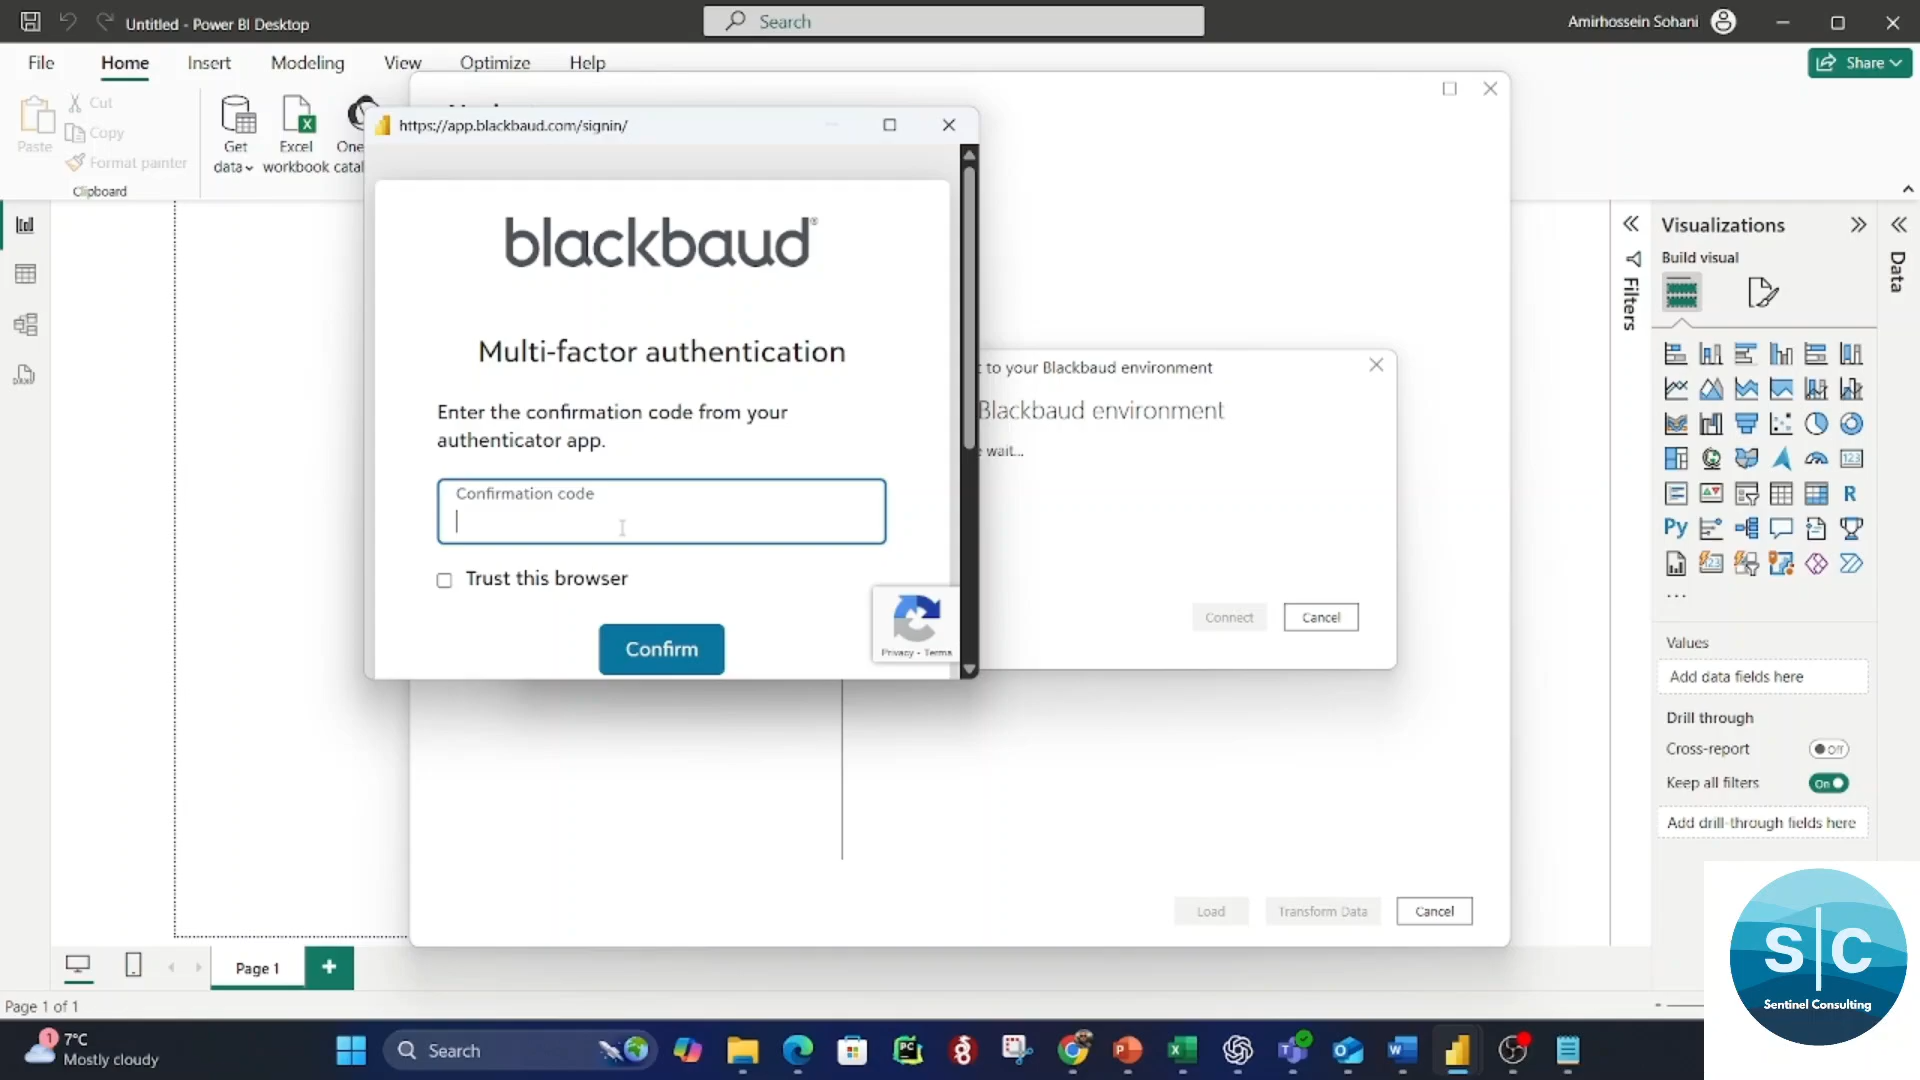 Untitled - Power BI Desktop
Search
Amirhossein Sohani
File
Home
Insert
Modeling
View
Optimize
Help
Share
Paste
Cut
Copy
Format painter
Clipboard
Get
data
Excel
workbook
https://app.blackbaud.com/signin/
blackbaud®
Multi-factor authentication
Enter the confirmation code from your
authenticator app.
Confirmation code
Trust this browser
Confirm
Privacy - Terms
to your Blackbaud environment
Blackbaud environment
wait...
Connect
Cancel
Load
Transform Data
Cancel
Filters
Visualizations
Build visual
Data
123
R
Py
123
...
Values
Add data fields here
Drill through
Cross-report
Off
Keep all filters
On
Add drill-through fields here
Page 1
+
Page 1 of 1
S|C
Sentinel Consulting
1
7°C
Mostly cloudy
Search